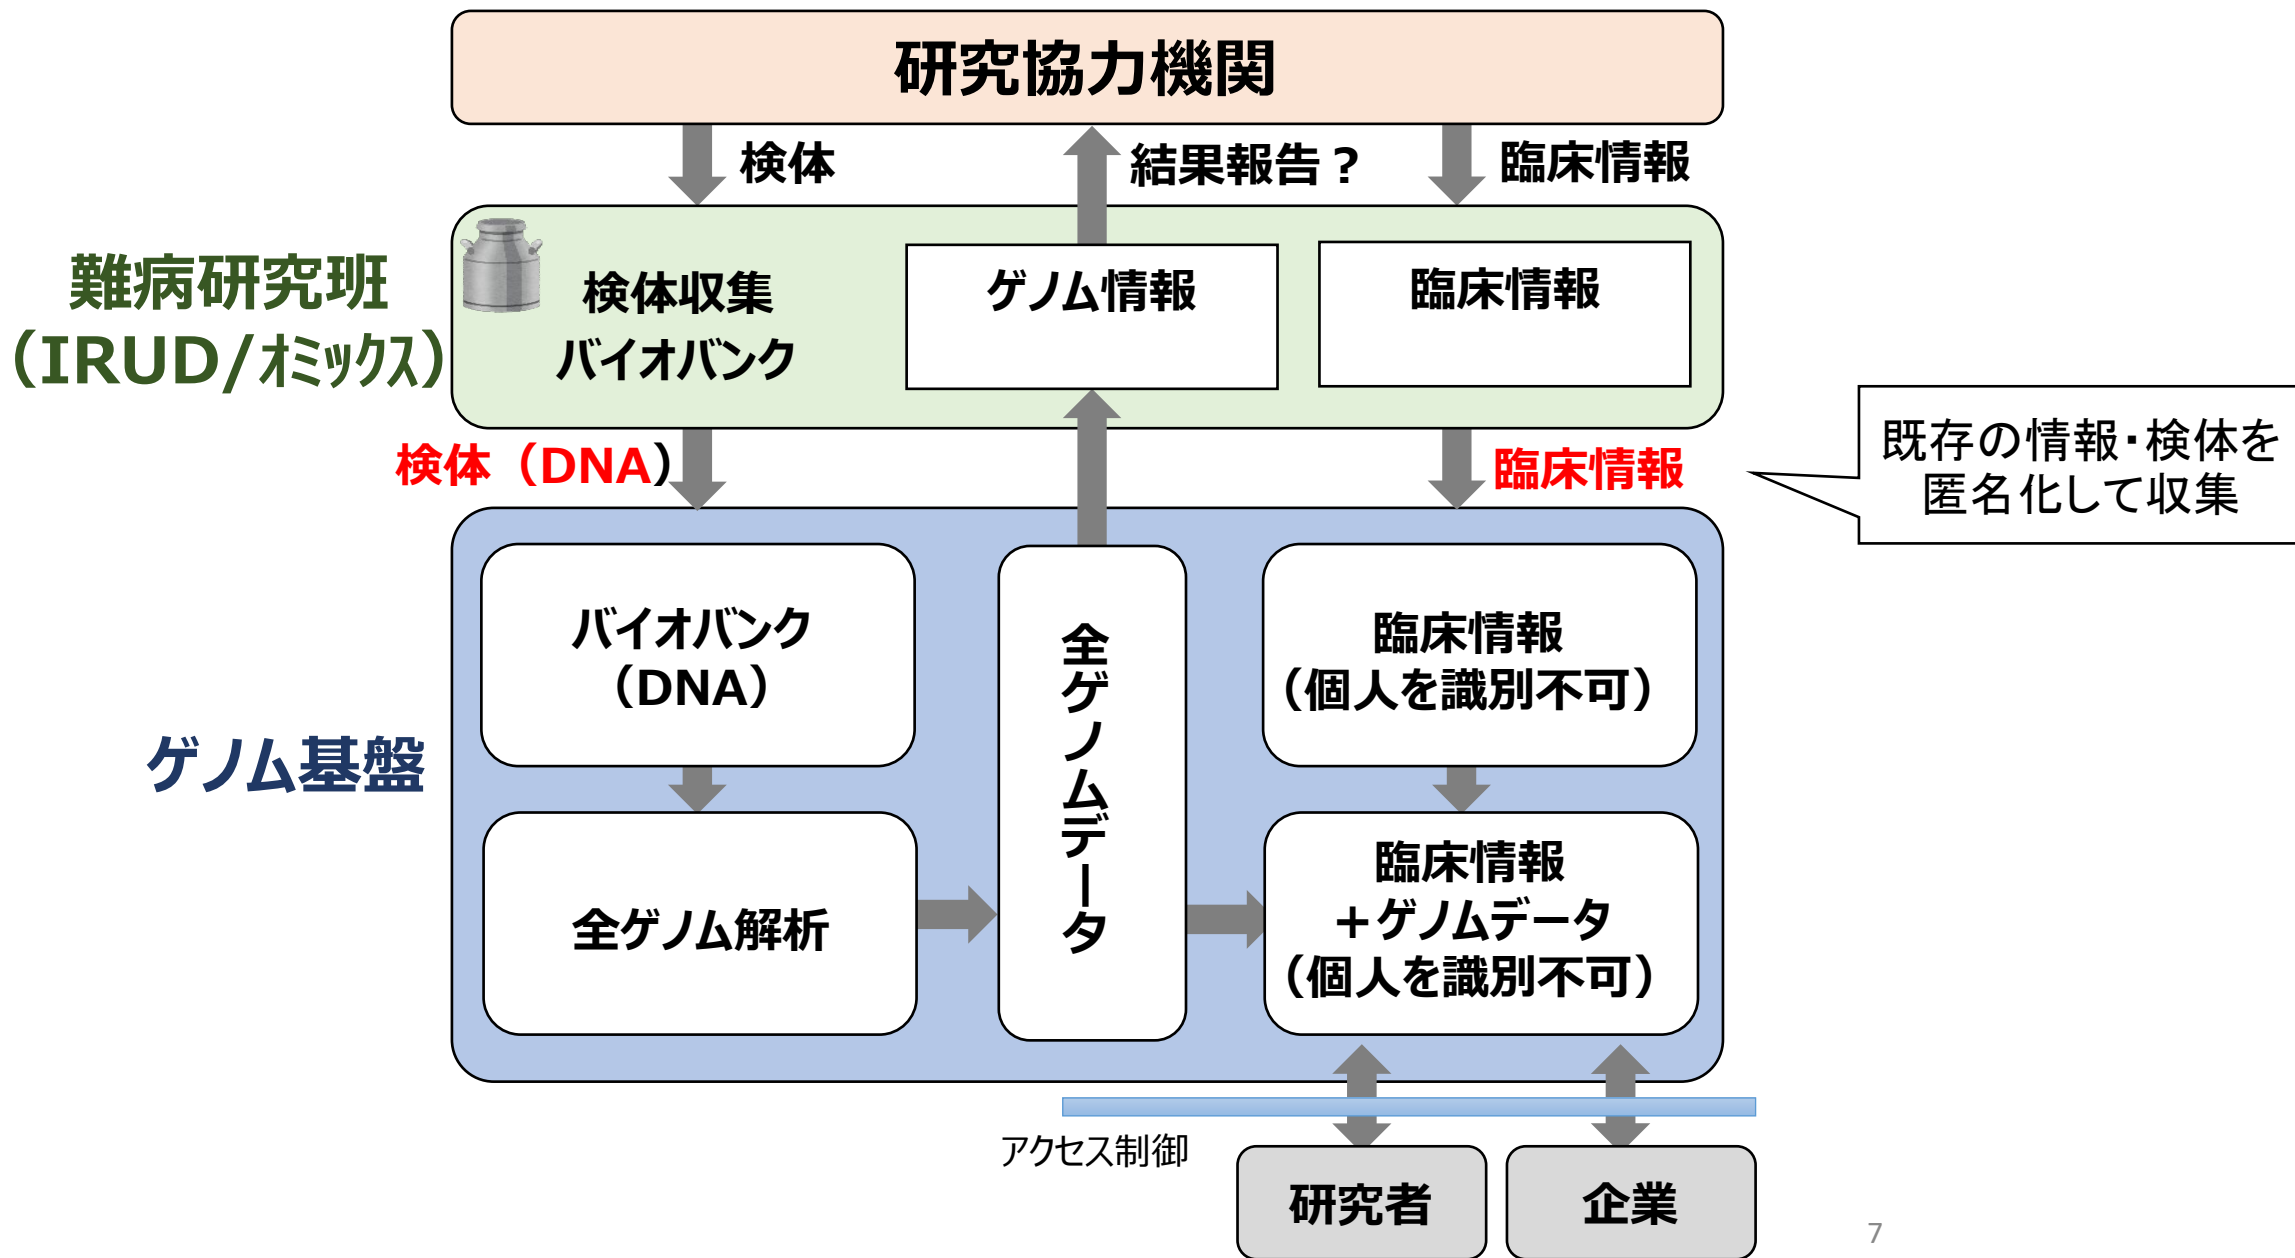 研究協力機関
検体
結果報告？
臨床情報
難病研究班
（IRUD/オミックス）
検体収集
バイオバンク
ゲノム情報
臨床情報
検体（DNA）
臨床情報
既存の情報・検体を
匿名化して収集
ゲノム基盤
バイオバンク
（DNA）
全ゲノムデータ
臨床情報
（個人を識別不可）
全ゲノム解析
臨床情報
＋ゲノムデータ
（個人を識別不可）
アクセス制御
研究者
企業
7